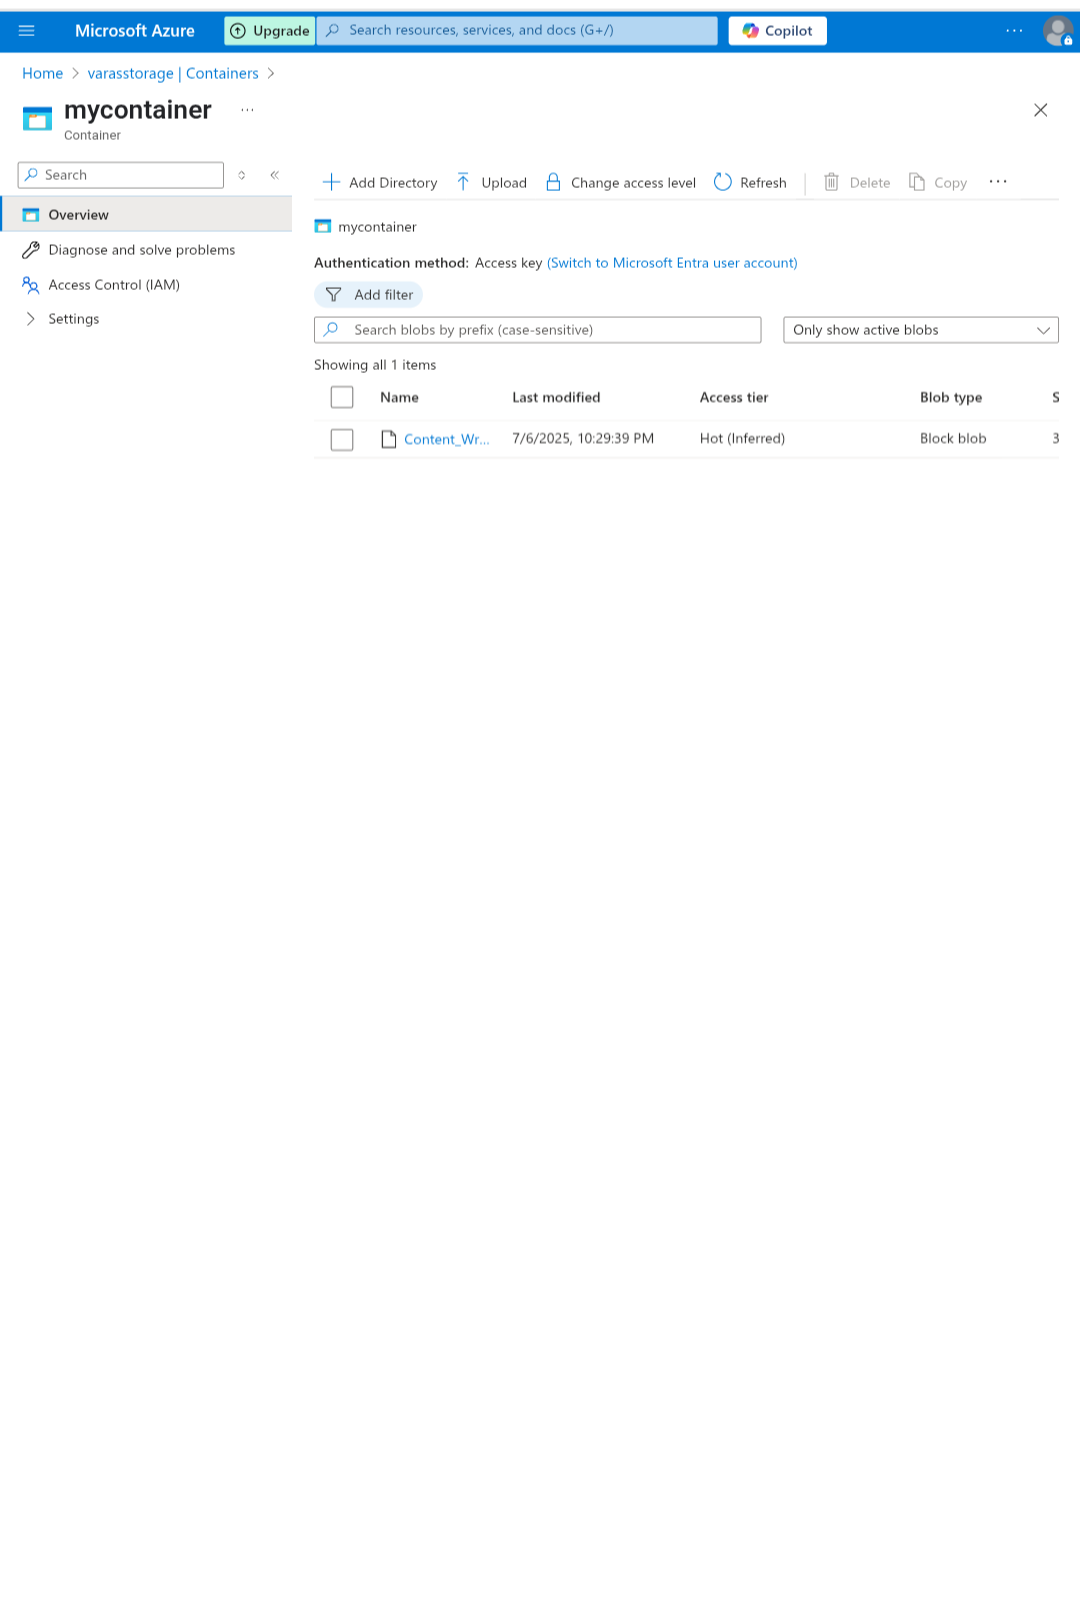 Microsoft Azure
Upgrade
Search resources, services, and docs (G+/)
Copilot
...
Home > varasstorage | Containers >
mycontainer ...
Container
Search
Overview
Diagnose and solve problems
Access Control (IAM)
Settings
Add Directory
Upload
Change access level
Refresh
Delete
Copy
...
mycontainer
Authentication method: Access key (Switch to Microsoft Entra user account)
Add filter
Search blobs by prefix (case-sensitive)
Only show active blobs
Showing all 1 items
Name Last modified Access tier Blob type S
Content_Wr... 7/6/2025, 10:29:39 PM Hot (Inferred) Block blob 3